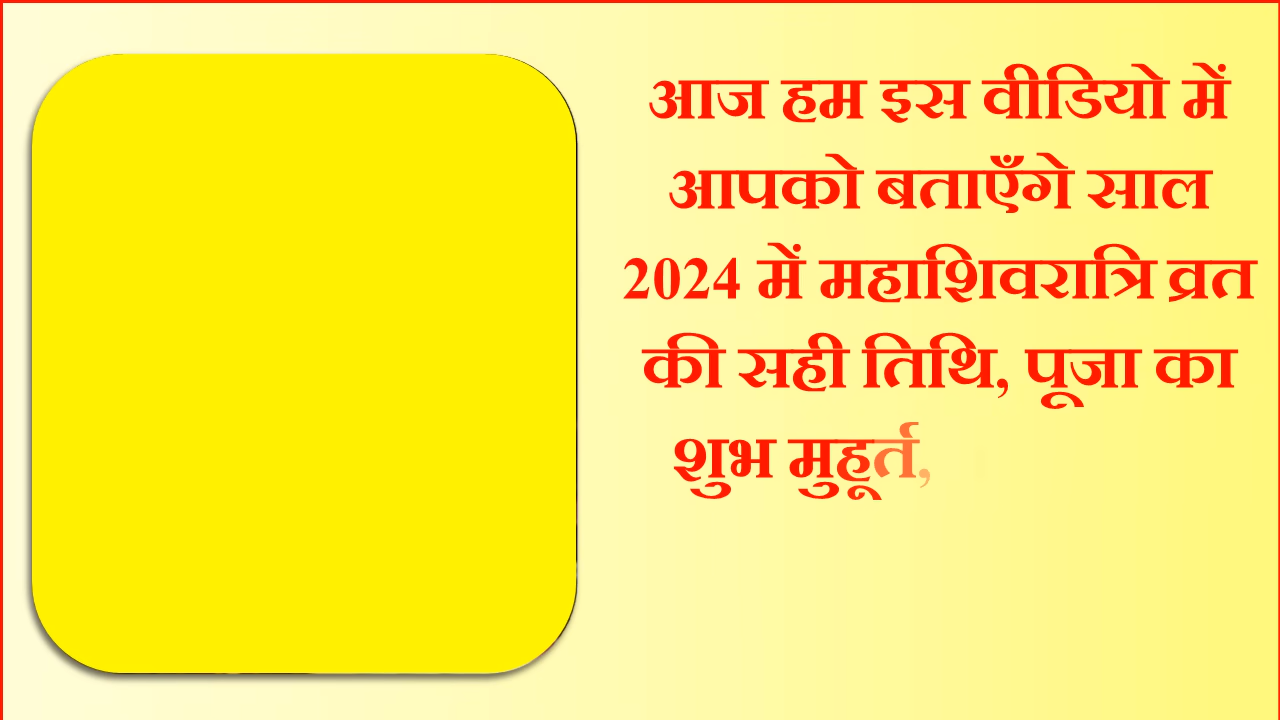 आज हम इस वीडियो में
आपको बताएँगे साल
2024 में महाशिवरात्रि व्रत
की सही तिथि, पूजा का
शुभ मुहूर्त,